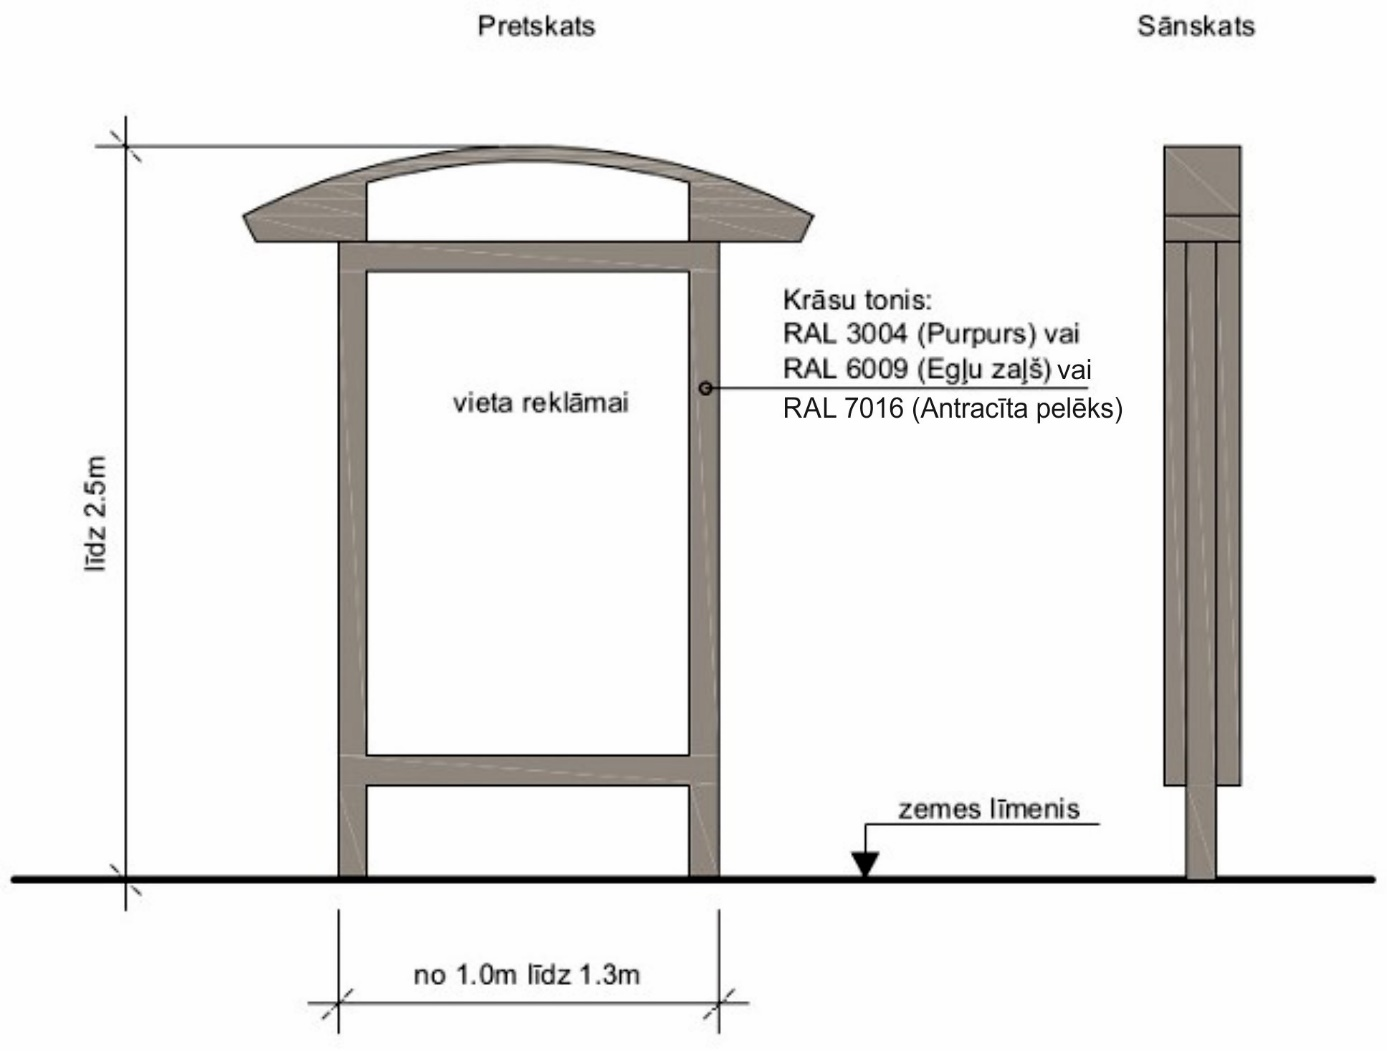 Pretskats
Sānskats
Krāsu tonis:
RAL 3004 (Purpurs) vai
RAL 6009 (Egļu zaļš) vai
RAL 7016 (Antracīta pelēks)
vieta reklāmai
līdz 2.5m
zemes līmenis
no 1.0m līdz 1.3m